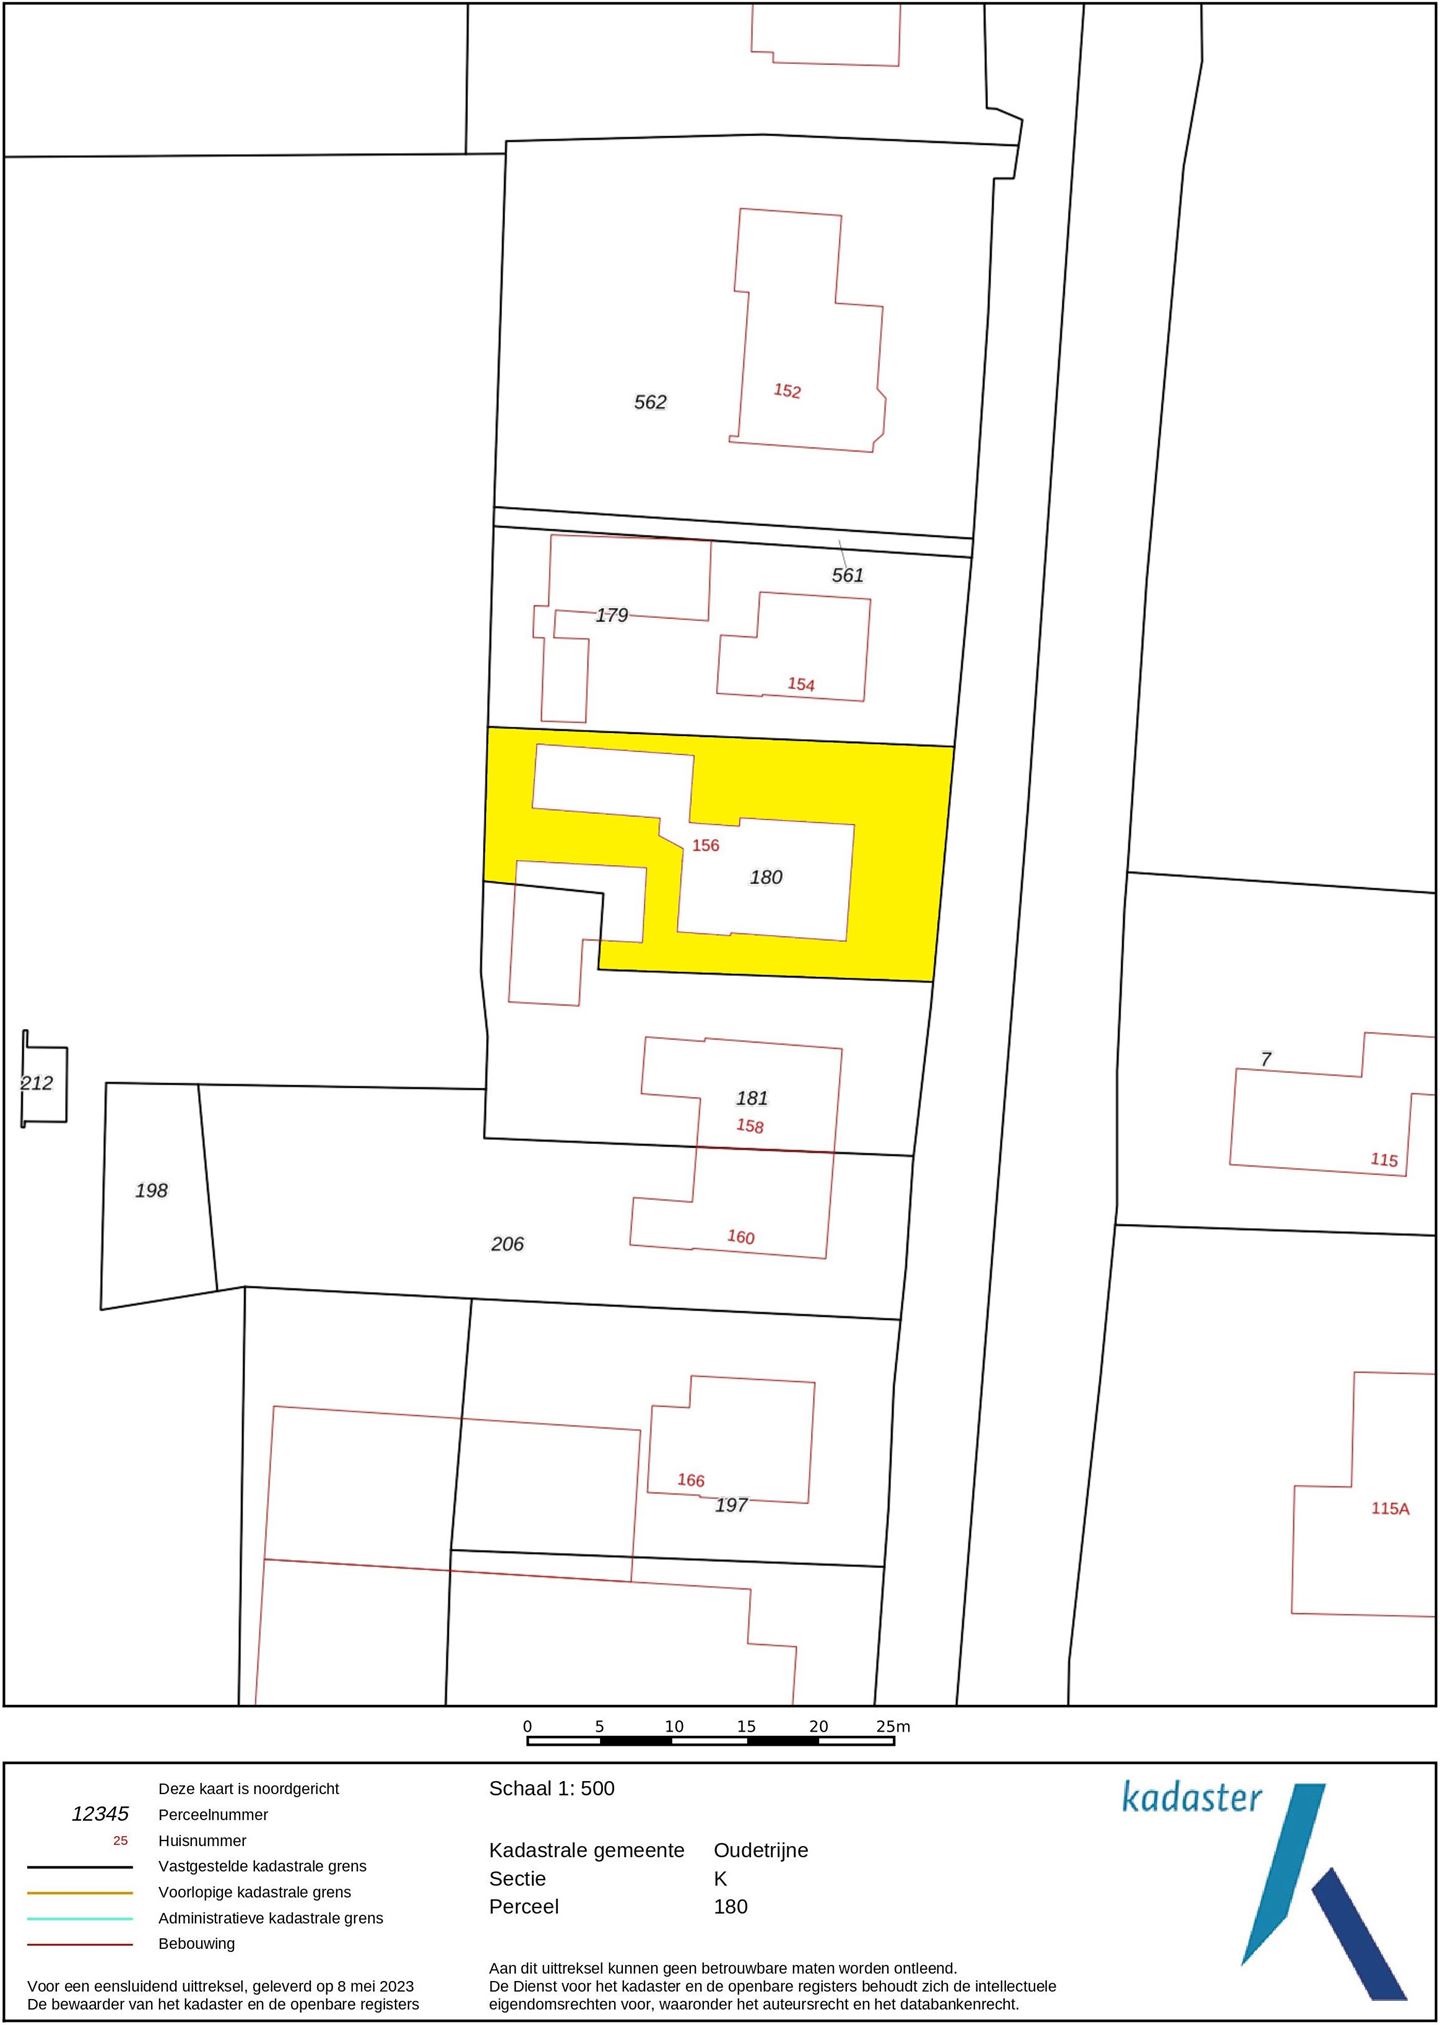 152
562
561
179
154
156
180
7
212
181
158
115
198
160
206
166
197
115A
0 5 10 15 20 25m
Deze kaart is noordgericht
12345 Perceelnummer
25 Huisnummer
Vastgestelde kadastrale grens
Voorlopige kadastrale grens
Administratieve kadastrale grens
Bebouwing
Voor een eensluidend uittreksel, geleverd op 8 mei 2023
De bewaarder van het kadaster en de openbare registers
Schaal 1: 500
Kadastrale gemeente Oudetrijne
Sectie K
Perceel 180
Aan dit uittreksel kunnen geen betrouwbare maten worden ontleend.
De Dienst voor het kadaster en de openbare registers behoudt zich de intellectuele
eigendomsrechten voor, waaronder het auteursrecht en het databankenrecht.
kadaster